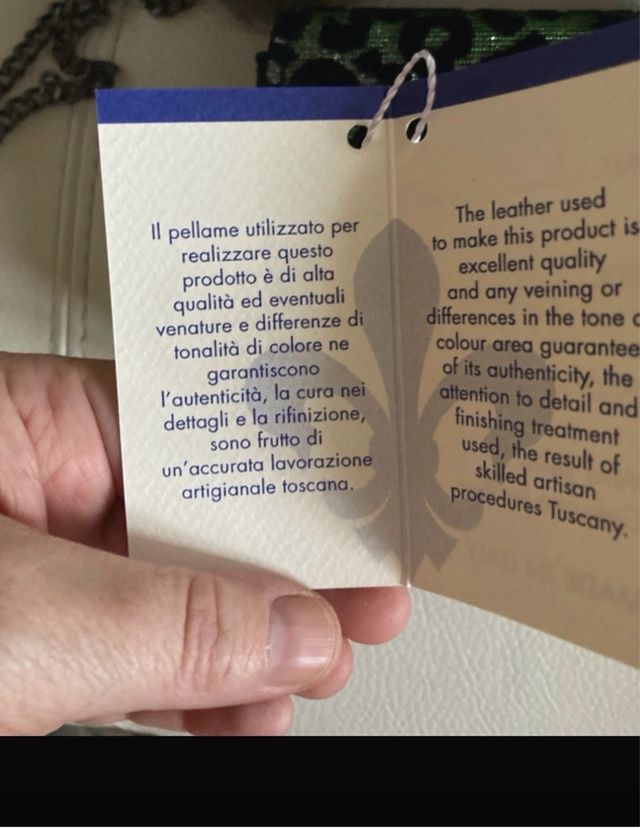 Il pellame utilizzato per
realizzare questo
prodotto è di alta
qualità ed eventuali
venature e differenze di
tonalità di colore ne
garantiscono
l'autenticità, la cura nei
dettagli e la rifinizione,
sono frutto di
un'accurata lavorazione
artigianale toscana.
The leather used
to make this product is
excellent quality
and any veining or
differences in the tone
colour area guarantee
of its authenticity, the
attention to detail and
finishing treatment
used, the result of
skilled artisan
procedures Tuscany.